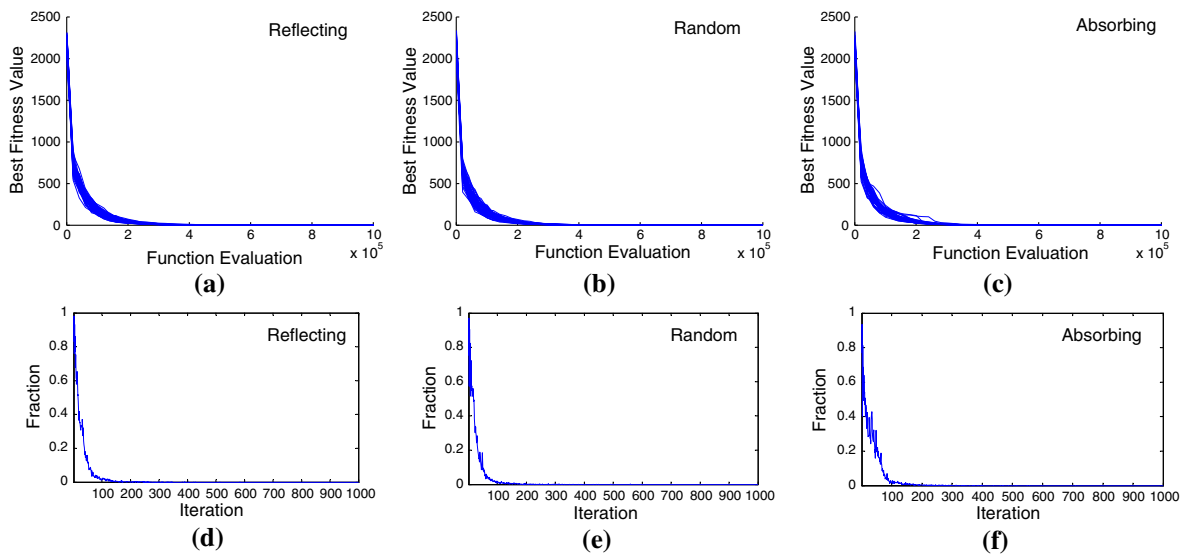 2500
2000
1500
1000
500
0
Best Fitness Value
Reflecting
0 2 4 6 8 10
Function Evaluation
x 10^5
(a)
2500
2000
1500
1000
500
0
Best Fitness Value
Random
0 2 4 6 8 10
Function Evaluation
x 10^5
(b)
2500
2000
1500
1000
500
0
Best Fitness Value
Absorbing
0 2 4 6 8 10
Function Evaluation
x 10^5
(c)
1
0.8
0.6
0.4
0.2
0
Fraction
Reflecting
100 200 300 400 500 600 700 800 900 1000
Iteration
(d)
1
0.8
0.6
0.4
0.2
0
Fraction
Random
100 200 300 400 500 600 700 800 900 1000
Iteration
(e)
1
0.8
0.6
0.4
0.2
0
Fraction
Absorbing
100 200 300 400 500 600 700 800 900 1000
Iteration
(f)